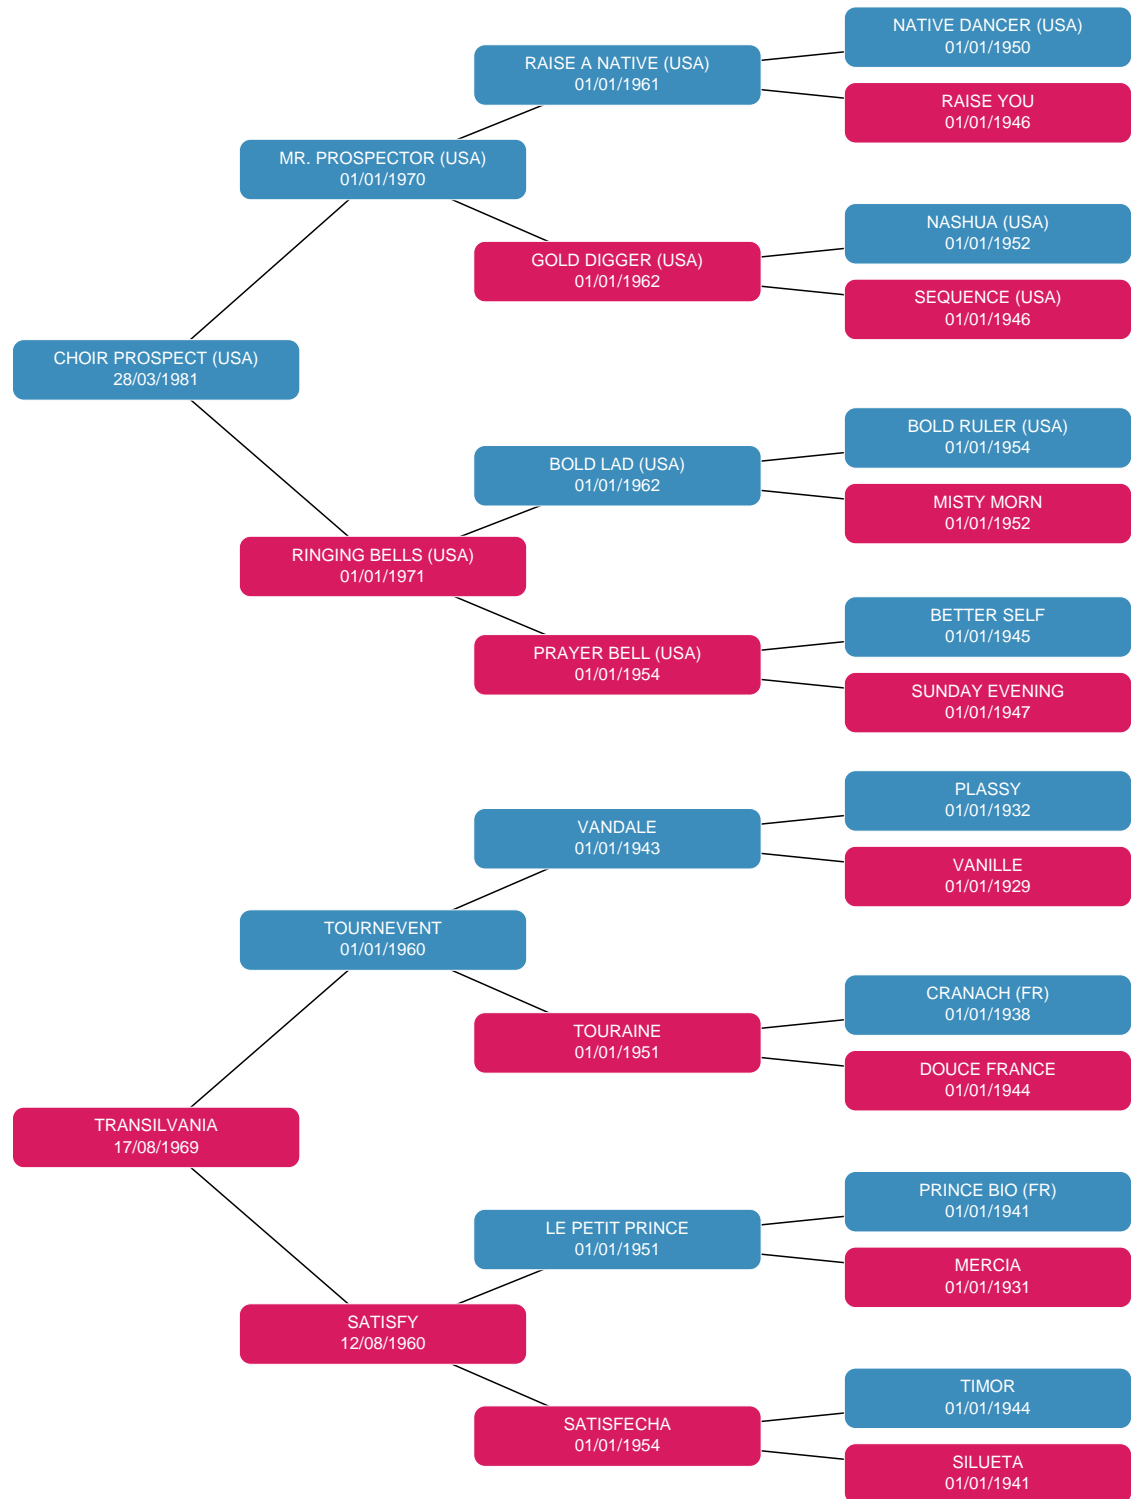 NATIVE DANCER (USA)
01/01/1950
RAISE A NATIVE (USA)
01/01/1961
RAISE YOU
01/01/1946
MR. PROSPECTOR (USA)
01/01/1970
NASHUA (USA)
01/01/1952
GOLD DIGGER (USA)
01/01/1962
SEQUENCE (USA)
01/01/1946
CHOIR PROSPECT (USA)
28/03/1981
BOLD RULER (USA)
01/01/1954
BOLD LAD (USA)
01/01/1962
MISTY MORN
01/01/1952
RINGING BELLS (USA)
01/01/1971
BETTER SELF
01/01/1945
PRAYER BELL (USA)
01/01/1954
SUNDAY EVENING
01/01/1947
PLASSY
01/01/1932
VANDALE
01/01/1943
VANILLE
01/01/1929
TOURNEVENT
01/01/1960
CRANACH (FR)
01/01/1938
TOURAINE
01/01/1951
DOUCE FRANCE
01/01/1944
TRANSILVANIA
17/08/1969
PRINCE BIO (FR)
01/01/1941
LE PETIT PRINCE
01/01/1951
MERCIA
01/01/1931
SATISFY
12/08/1960
TIMOR
01/01/1944
SATISFECHA
01/01/1954
SILUETA
01/01/1941